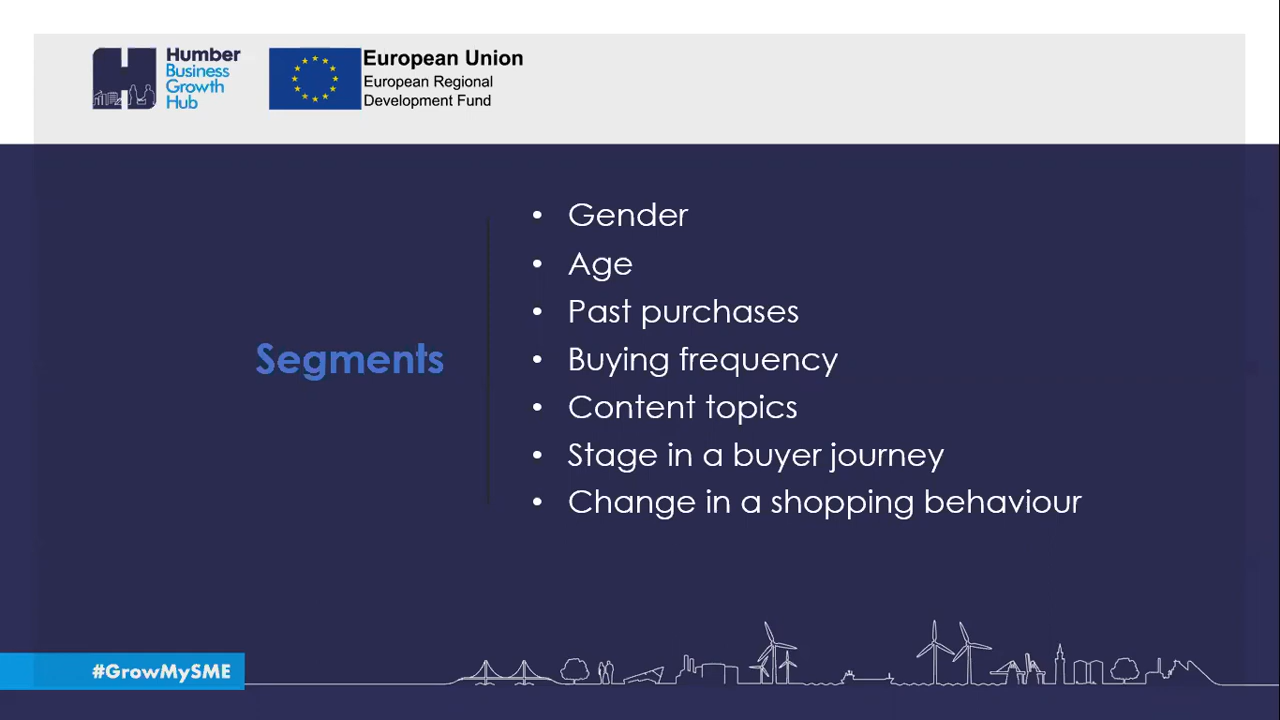 Humber
Business
Growth
Hub
European Union
European Regional
Development Fund
Segments
• Gender
• Age
• Past purchases
• Buying frequency
• Content topics
• Stage in a buyer journey
• Change in a shopping behaviour
#GrowMySME